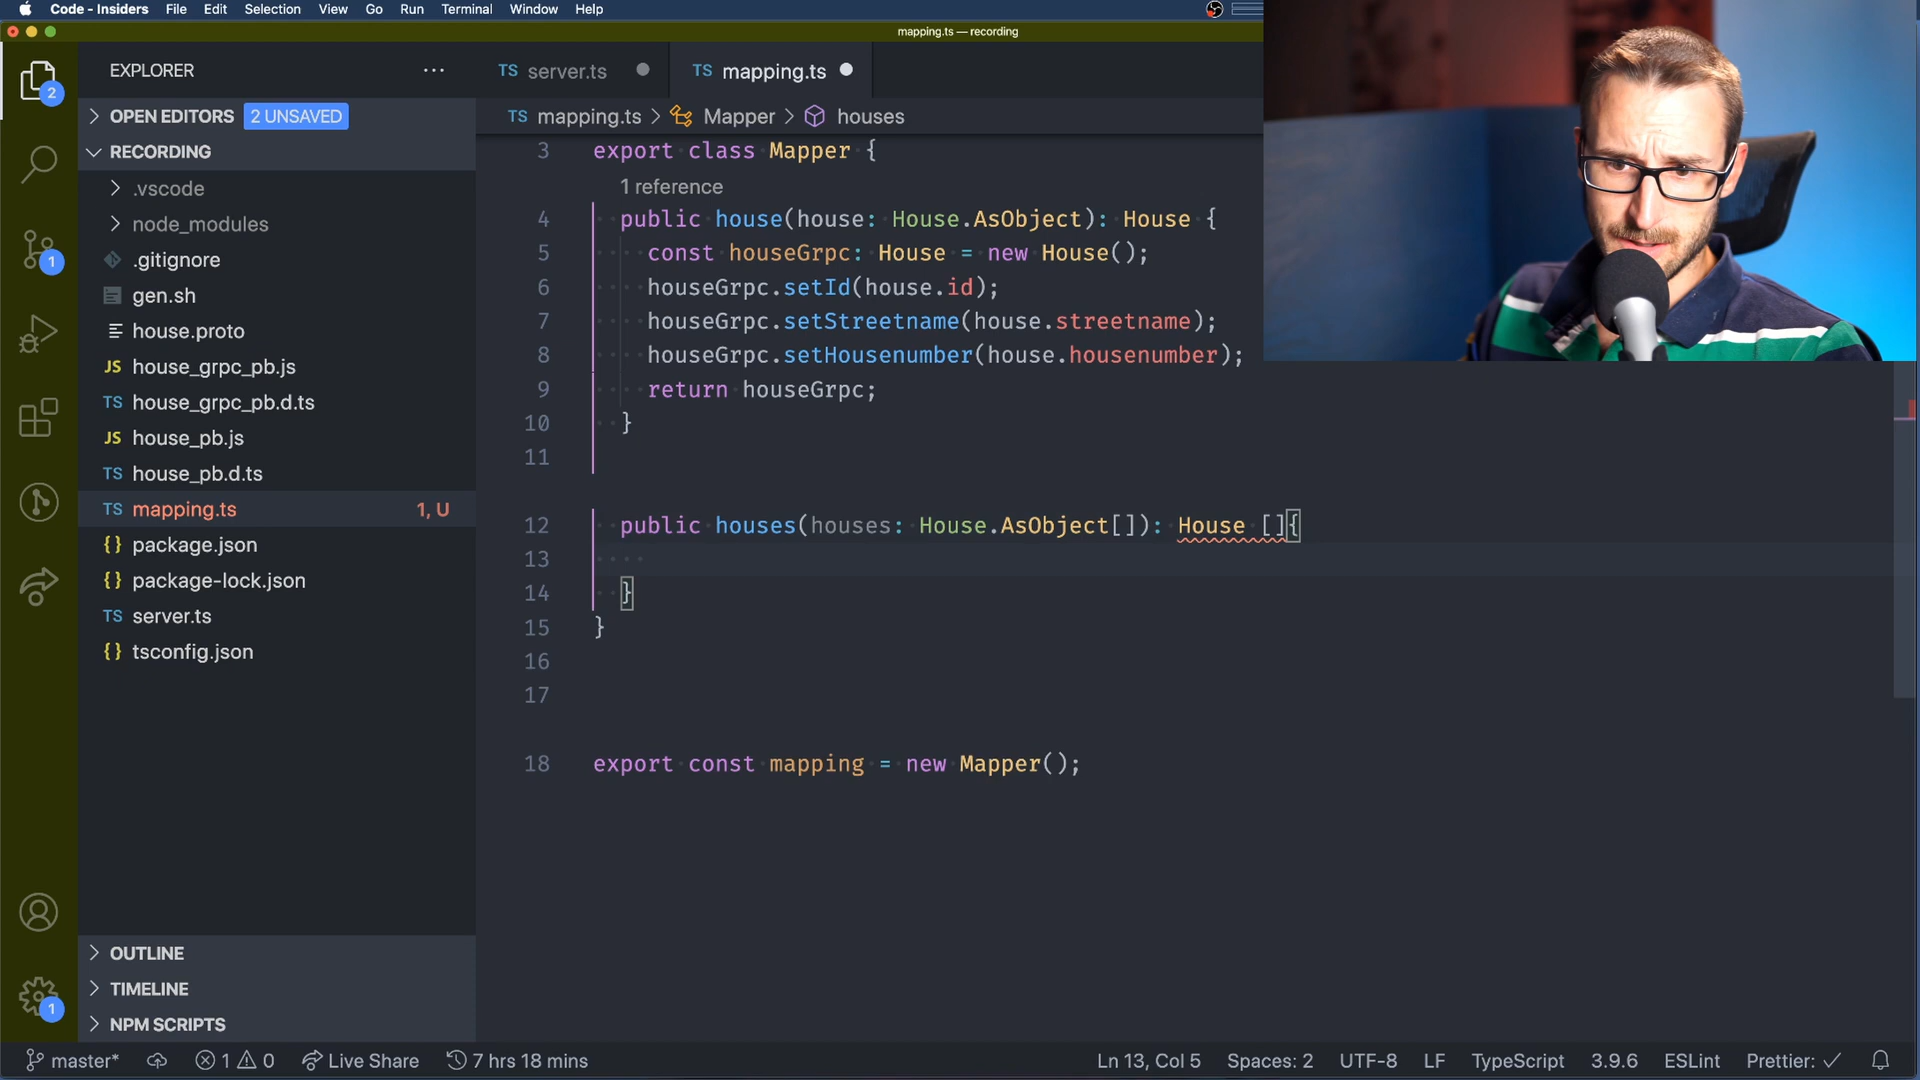 Code - Insiders File Edit Selection View Go Run Terminal Window Help
mapping.ts — recording
EXPLORER
TS server.ts
TS mapping.ts
OPEN EDITORS 2 UNSAVED
TS mapping.ts > Mapper > houses
RECORDING
.vscode
node_modules
.gitignore
gen.sh
house.proto
JS house_grpc_pb.js
TS house_grpc_pb.d.ts
JS house_pb.js
TS house_pb.d.ts
TS mapping.ts 1, U
{} package.json
{} package-lock.json
TS server.ts
{} tsconfig.json
OUTLINE
TIMELINE
NPM SCRIPTS
2
1
1
3 export class Mapper {
1 reference
4 public house(house: House.AsObject): House {
5 const houseGrpc: House = new House();
6 houseGrpc.setId(house.id);
7 houseGrpc.setStreetname(house.streetname);
8 houseGrpc.setHousenumber(house.housenumber);
9 return houseGrpc;
10 }
11
12 public houses(houses: House.AsObject[]): House []{
13
14 }
15 }
16
17
18 export const mapping = new Mapper();
master* 1 0 Live Share 7 hrs 18 mins Ln 13, Col 5 Spaces: 2 UTF-8 LF TypeScript 3.9.6 ESLint Prettier: ✓